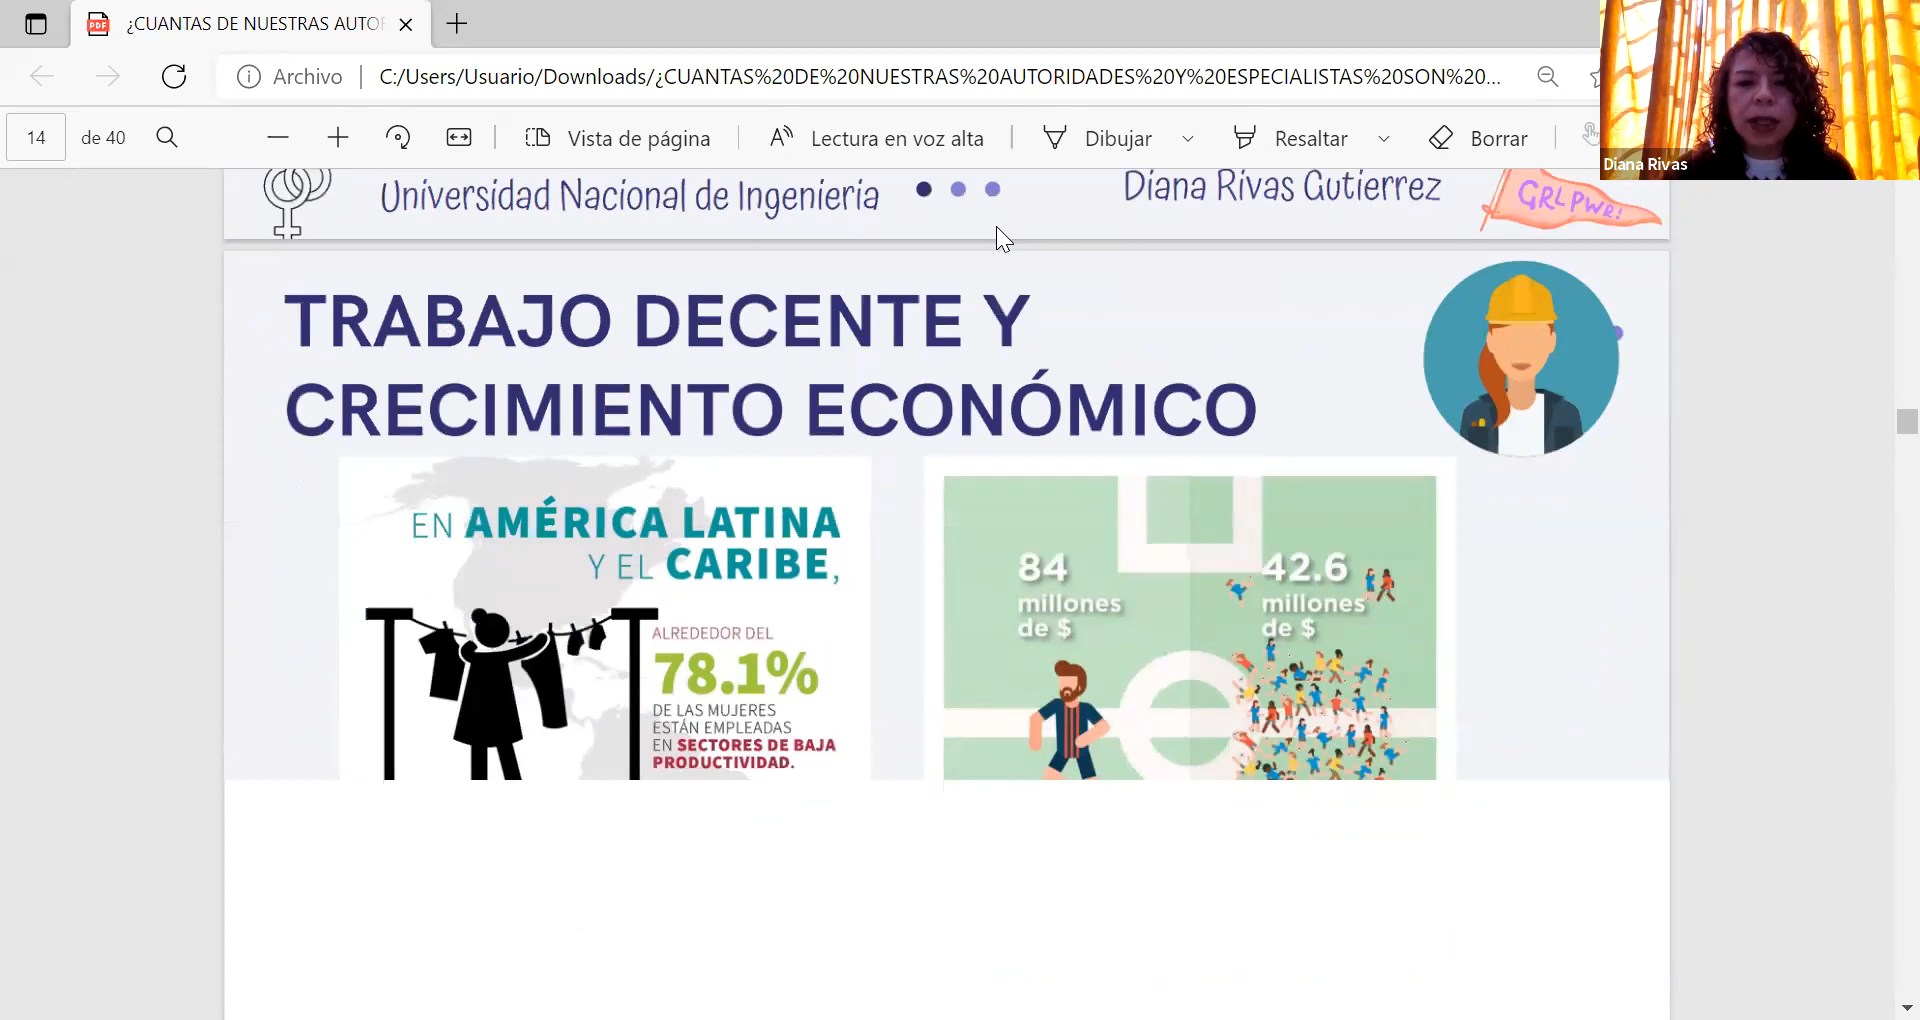 ¿CUANTAS DE NUESTRAS AUTOR
Archivo
C:/Users/Usuario/Downloads/¿CUANTAS%20DE%20NUESTRAS%20AUTORIDADES%20Y%20ESPECIALISTAS%20SON%20...
14 de 40
Vista de página
Lectura en voz alta
Dibujar
Resaltar
Borrar
Diana Rivas
Universidad Nacional de Ingeniería
Diana Rivas Gutierrez
GRL PWR!
TRABAJO DECENTE Y
CRECIMIENTO ECONÓMICO
EN AMÉRICA LATINA
Y EL CARIBE,
ALREDEDOR DEL
78.1%
DE LAS MUJERES
ESTÁN EMPLEADAS
EN SECTORES DE BAJA
PRODUCTIVIDAD.
84
millones
de $
42.6
millones
de $